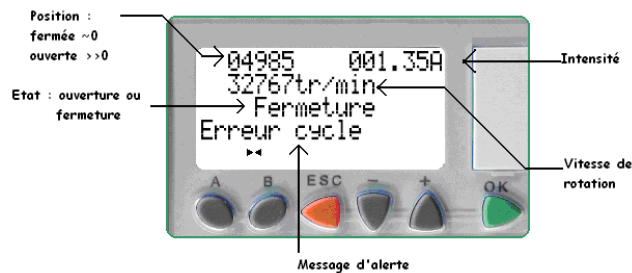 Position :
fermée ~0
ouverte >>0
04985 001.35A
Intensité
32767tr/min
Etat : ouverture ou
fermeture
Fermeture
Erreur cycle
Vitesse de
rotation
A B ESC - + OK
Message d'alerte